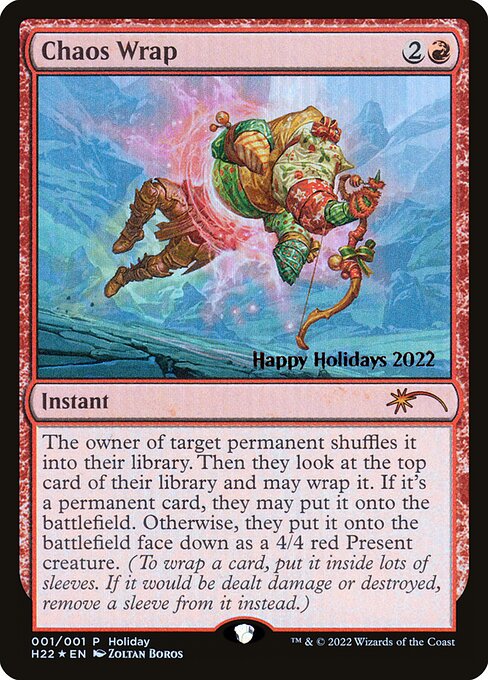 Chaos Wrap 2
Happy Holidays 2022
Instant
The owner of target permanent shuffles it
into their library. Then they look at the top
card of their library and may wrap it. If it's
a permanent card, they may put it onto the
battlefield. Otherwise, they put it onto the
battlefield face down as a 4/4 red Present
creature. (To wrap a card, put it inside lots of
sleeves. If it would be dealt damage or destroyed,
remove a sleeve from it instead.)
001/001 P Holiday
H22 ★ EN Zoltan Boros
™ & © 2022 Wizards of the Coast